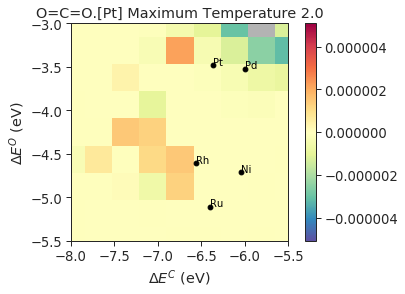 O=C=O.[Pt] Maximum Temperature 2.0
−3.0
−3.5
−4.0
−4.5
−5.0
−5.5
ΔE^O (eV)
Pt
Pd
Rh
Ni
Ru
−8.0 −7.5 −7.0 −6.5 −6.0 −5.5
ΔE^C (eV)
0.000004
0.000002
0.000000
−0.000002
−0.000004